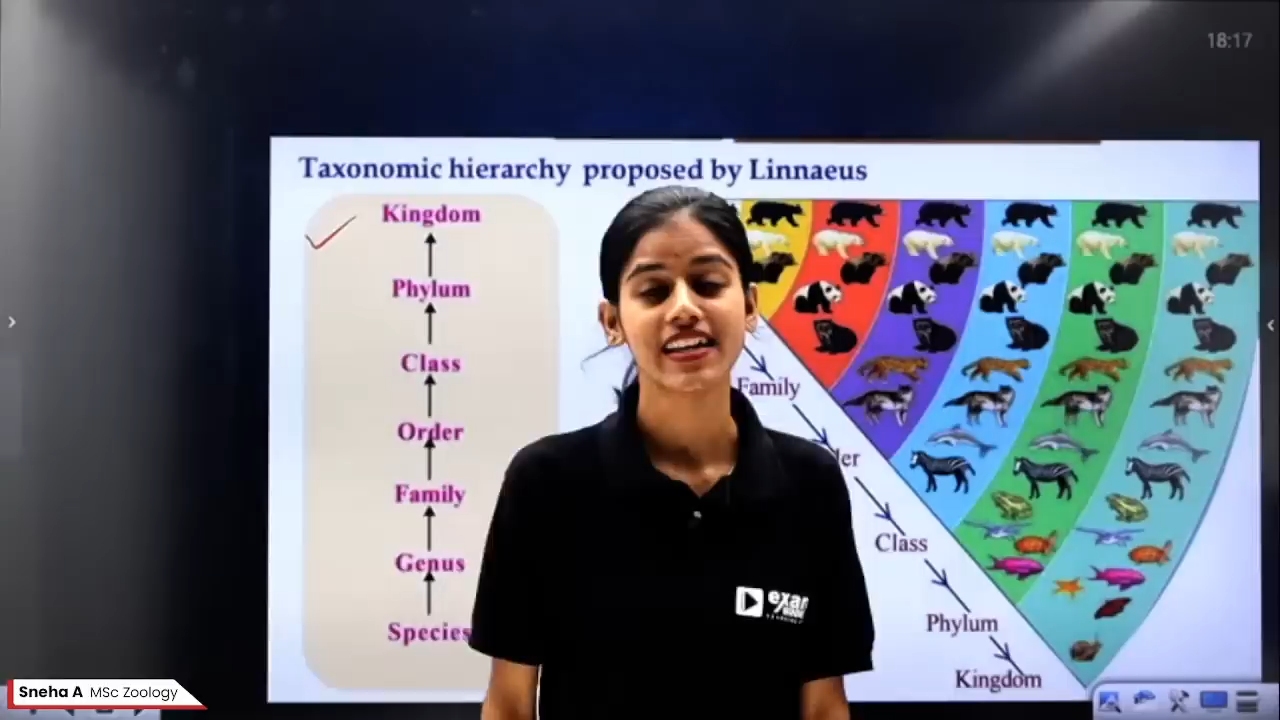 18:17
Taxonomic hierarchy proposed by Linnaeus
Kingdom
Phylum
Class
Order
Family
Genus
Species
Family
Class
Phylum
Kingdom
Sneha A MSc Zoology